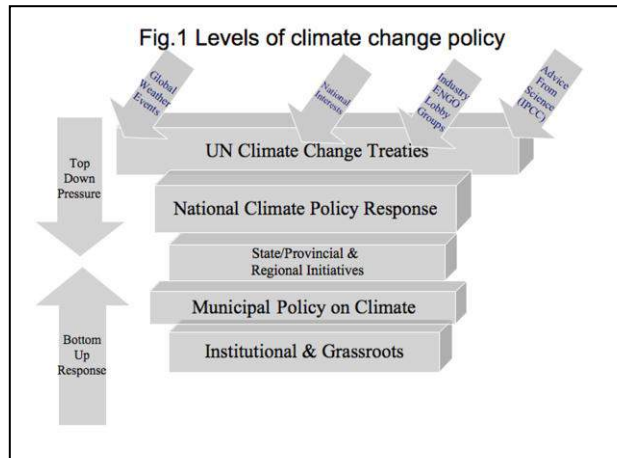 Fig.1 Levels of climate change policy
Global
Weather
Events
National
Interests
Industry
ENGO
Lobby
Groups
Advice
From
Science
(IPCC)
UN Climate Change Treaties
Top
Down
Pressure
National Climate Policy Response
State/Provincial &
Regional Initiatives
Municipal Policy on Climate
Bottom
Up
Response
Institutional & Grassroots